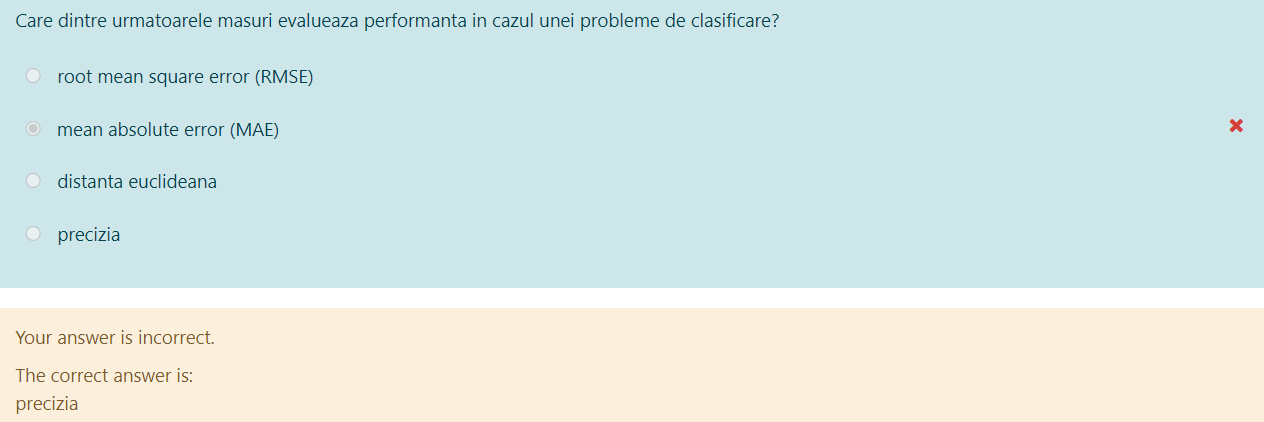 Care dintre urmatoarele masuri evalueaza performanta in cazul unei probleme de clasificare?
root mean square error (RMSE)
mean absolute error (MAE)
distanta euclideana
precizia
Your answer is incorrect.
The correct answer is:
precizia